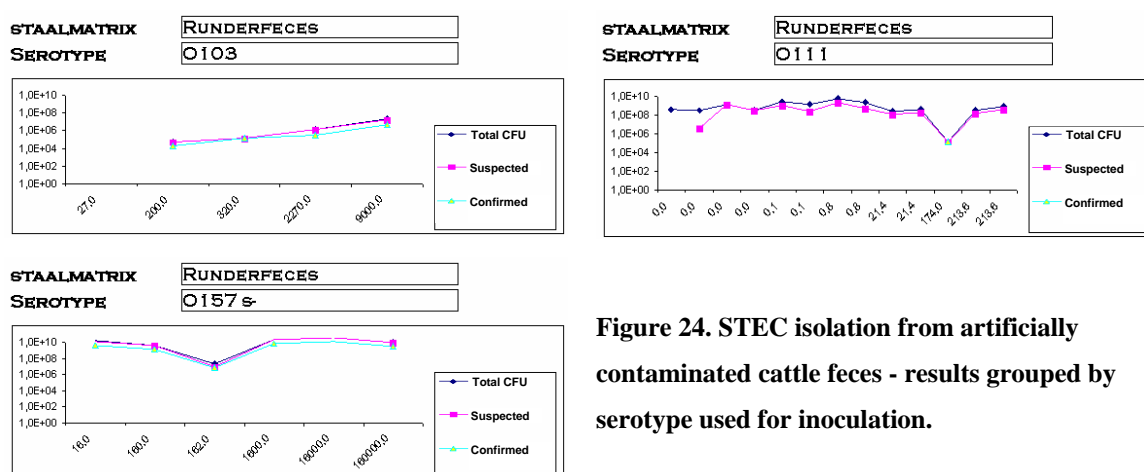 STAALMATRIX RUNDERFECES
SEROTYPE O103
1,0E+10
1,0E+08
1,0E+06
1,0E+04
1,0E+02
1,0E+00
27,0 200,0 320,0 2270,0 9000,0
Total CFU
Suspected
Confirmed
STAALMATRIX RUNDERFECES
SEROTYPE O111
1,0E+10
1,0E+08
1,0E+06
1,0E+04
1,0E+02
1,0E+00
0,0 0,0 0,0 0,0 0,1 0,1 0,8 0,8 21,4 21,4 174,0 213,6 213,6
Total CFU
Suspected
Confirmed
STAALMATRIX RUNDERFECES
SEROTYPE O157 s-
1,0E+10
1,0E+08
1,0E+06
1,0E+04
1,0E+02
1,0E+00
16,0 160,0 162,0 1600,0 16000,0 160000,0
Total CFU
Suspected
Confirmed
Figure 24. STEC isolation from artificially
contaminated cattle feces - results grouped by
serotype used for inoculation.